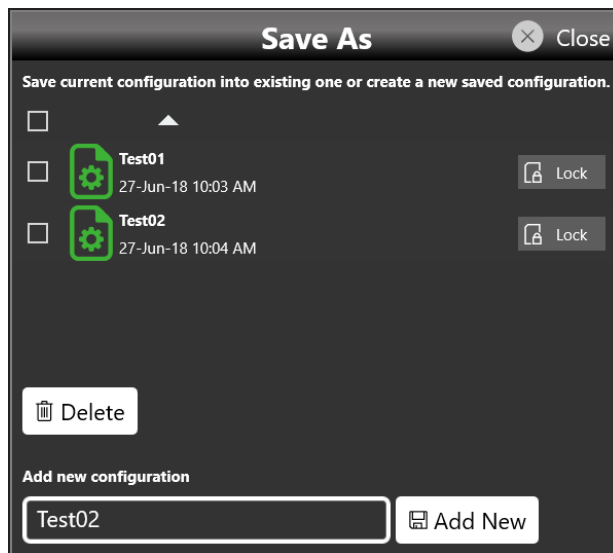 Save As
Close
Save current configuration into existing one or create a new saved configuration.
Test01
27-Jun-18 10:03 AM
Lock
Test02
27-Jun-18 10:04 AM
Lock
Delete
Add new configuration
Test02
Add New